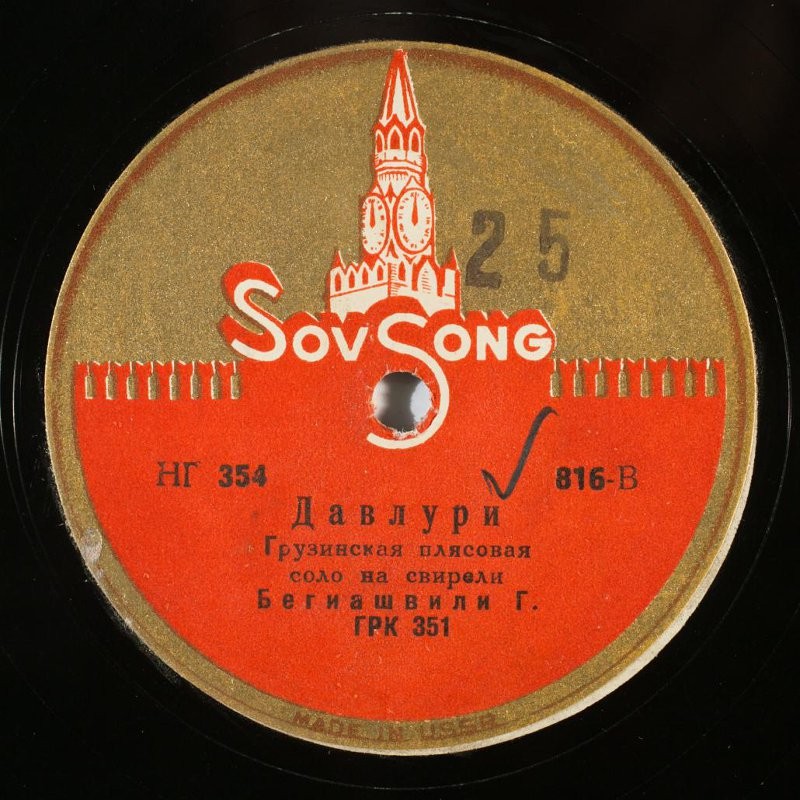 25
SOVSONG
НГ 354
816-В
Давлури
Грузинская плясовая
соло на свирели
Бегиашвили Г.
ГРК 351
MADE IN USSR